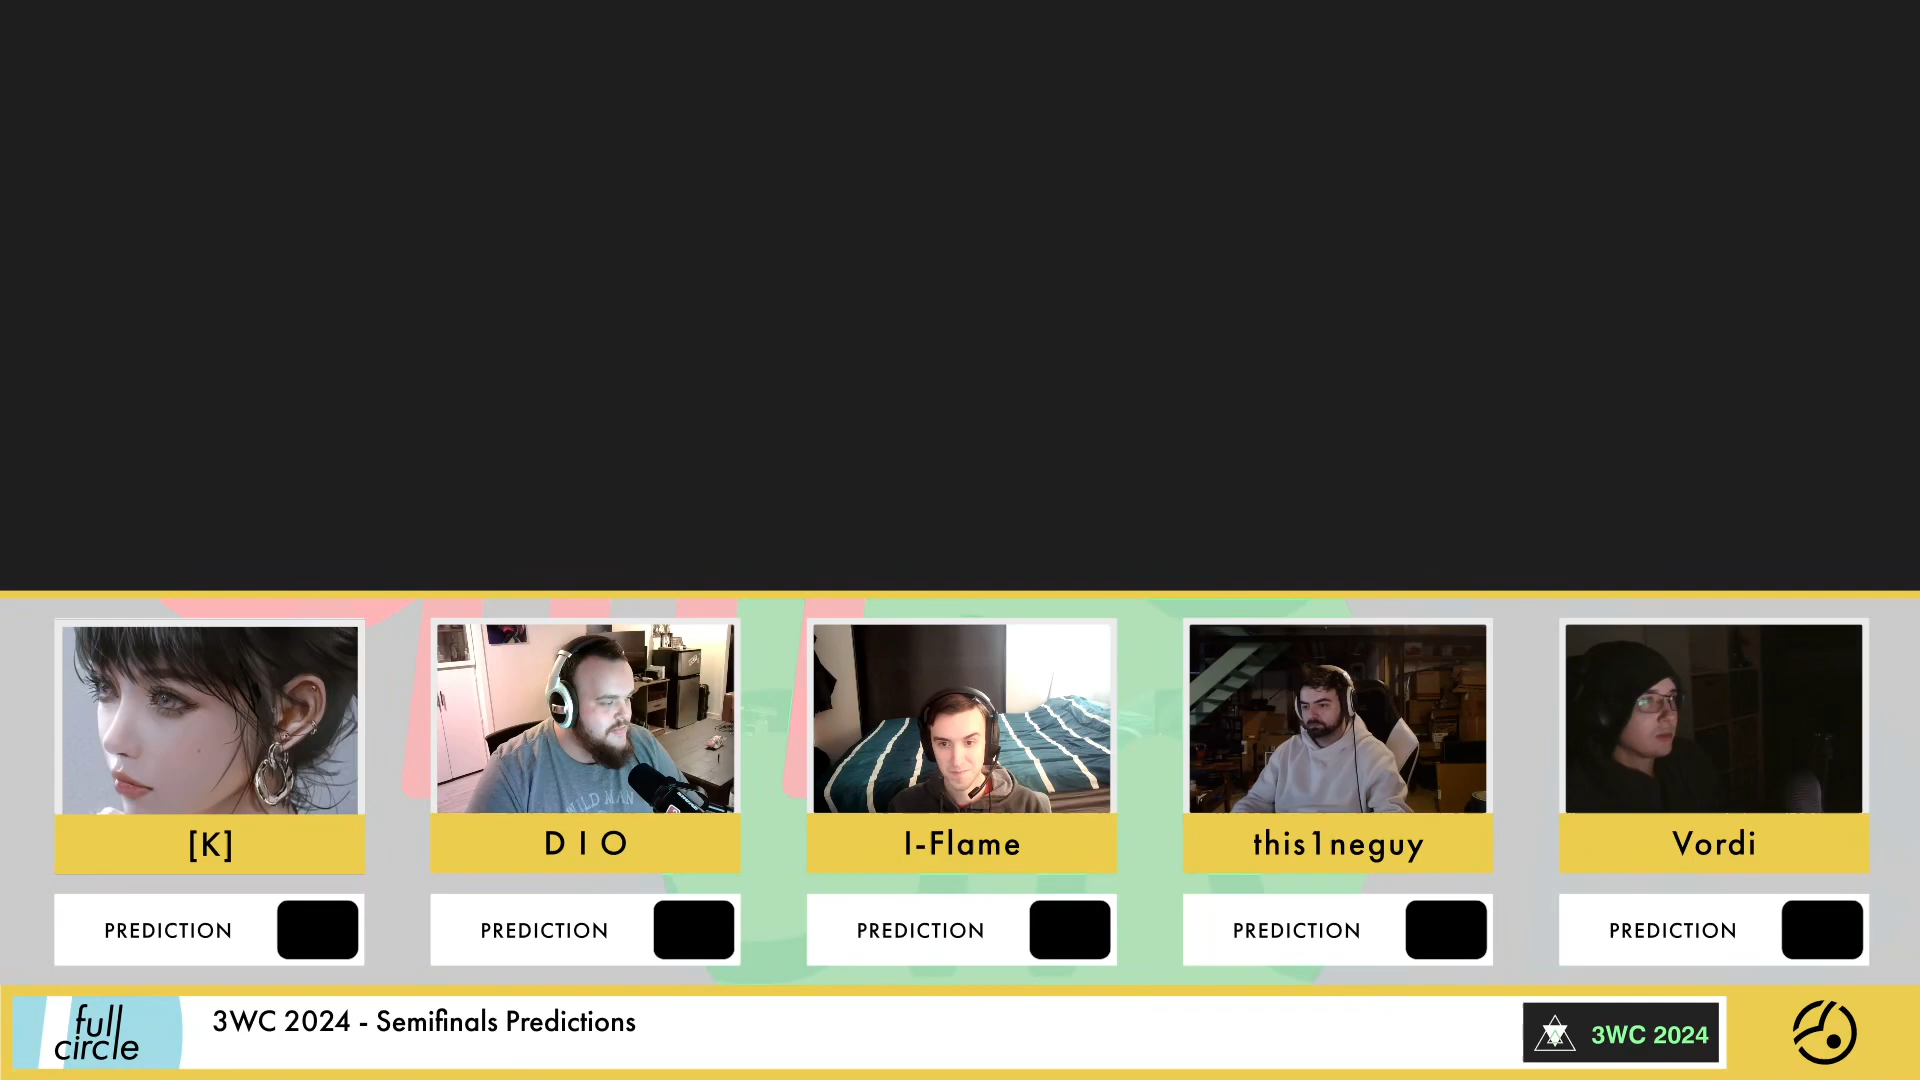 [K]
D I O
I-Flame
this1neguy
Vordi
PREDICTION
PREDICTION
PREDICTION
PREDICTION
PREDICTION
full
circle
3WC 2024 - Semifinals Predictions
3WC 2024